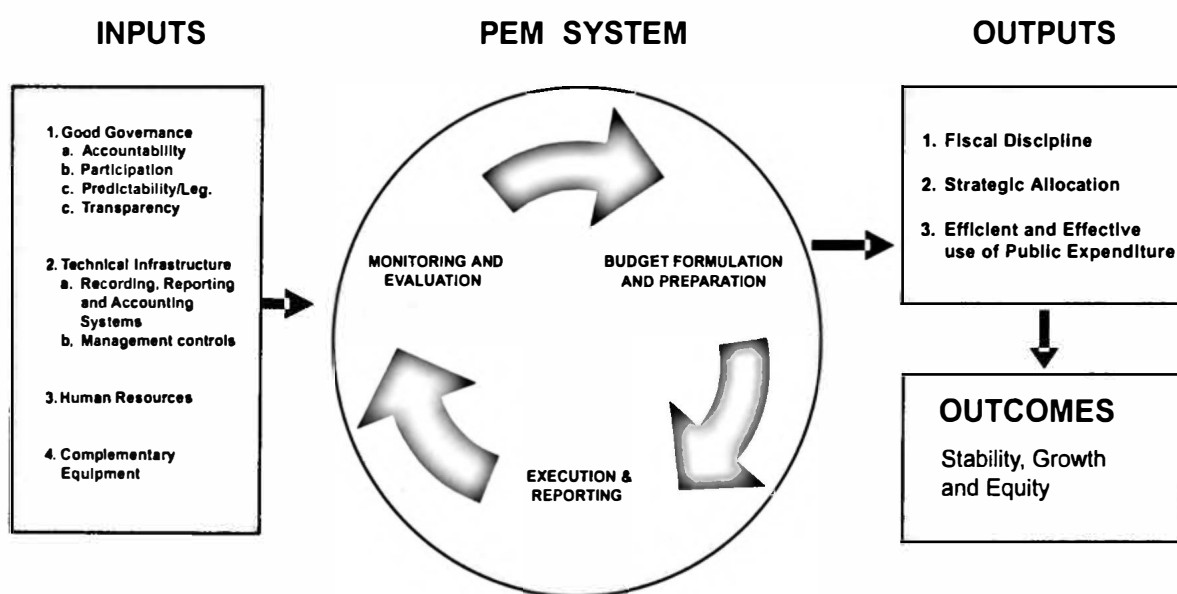 INPUTS
PEM SYSTEM
OUTPUTS
1. Good Governance
a. Accountability
b. Participation
c. Predictability/Leg.
c. Transparency
2. Technical Infrastructure
a. Recording, Reporting
and Accounting
Systems
b. Management controls
3. Human Resources
4. Complementary
Equipment
MONITORING AND
EVALUATION
BUDGET FORMULATION
AND PREPARATION
EXECUTION &
REPORTING
1. Fiscal Discipline
2. Strategic Allocation
3. Efficient and Effective
use of Public Expenditure
OUTCOMES
Stability, Growth
and Equity